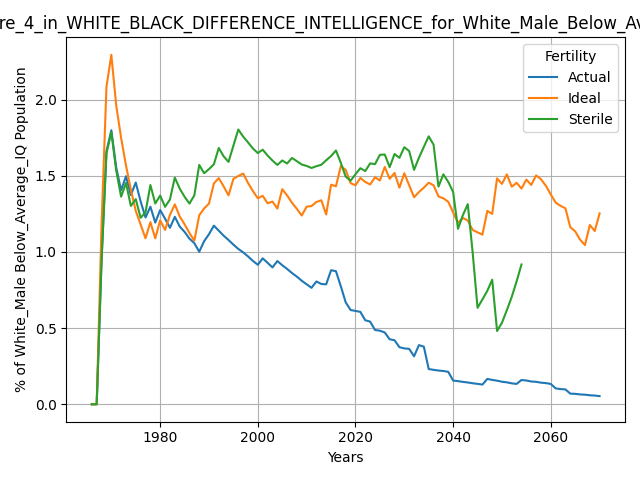 re_4_in_WHITE_BLACK_DIFFERENCE_INTELLIGENCE_for_White_Male_Below_Av
% of White_Male Below_Average_IQ Population
2.0
1.5
1.0
0.5
0.0
Fertility
Actual
Ideal
Sterile
1980
2000
2020
2040
2060
Years